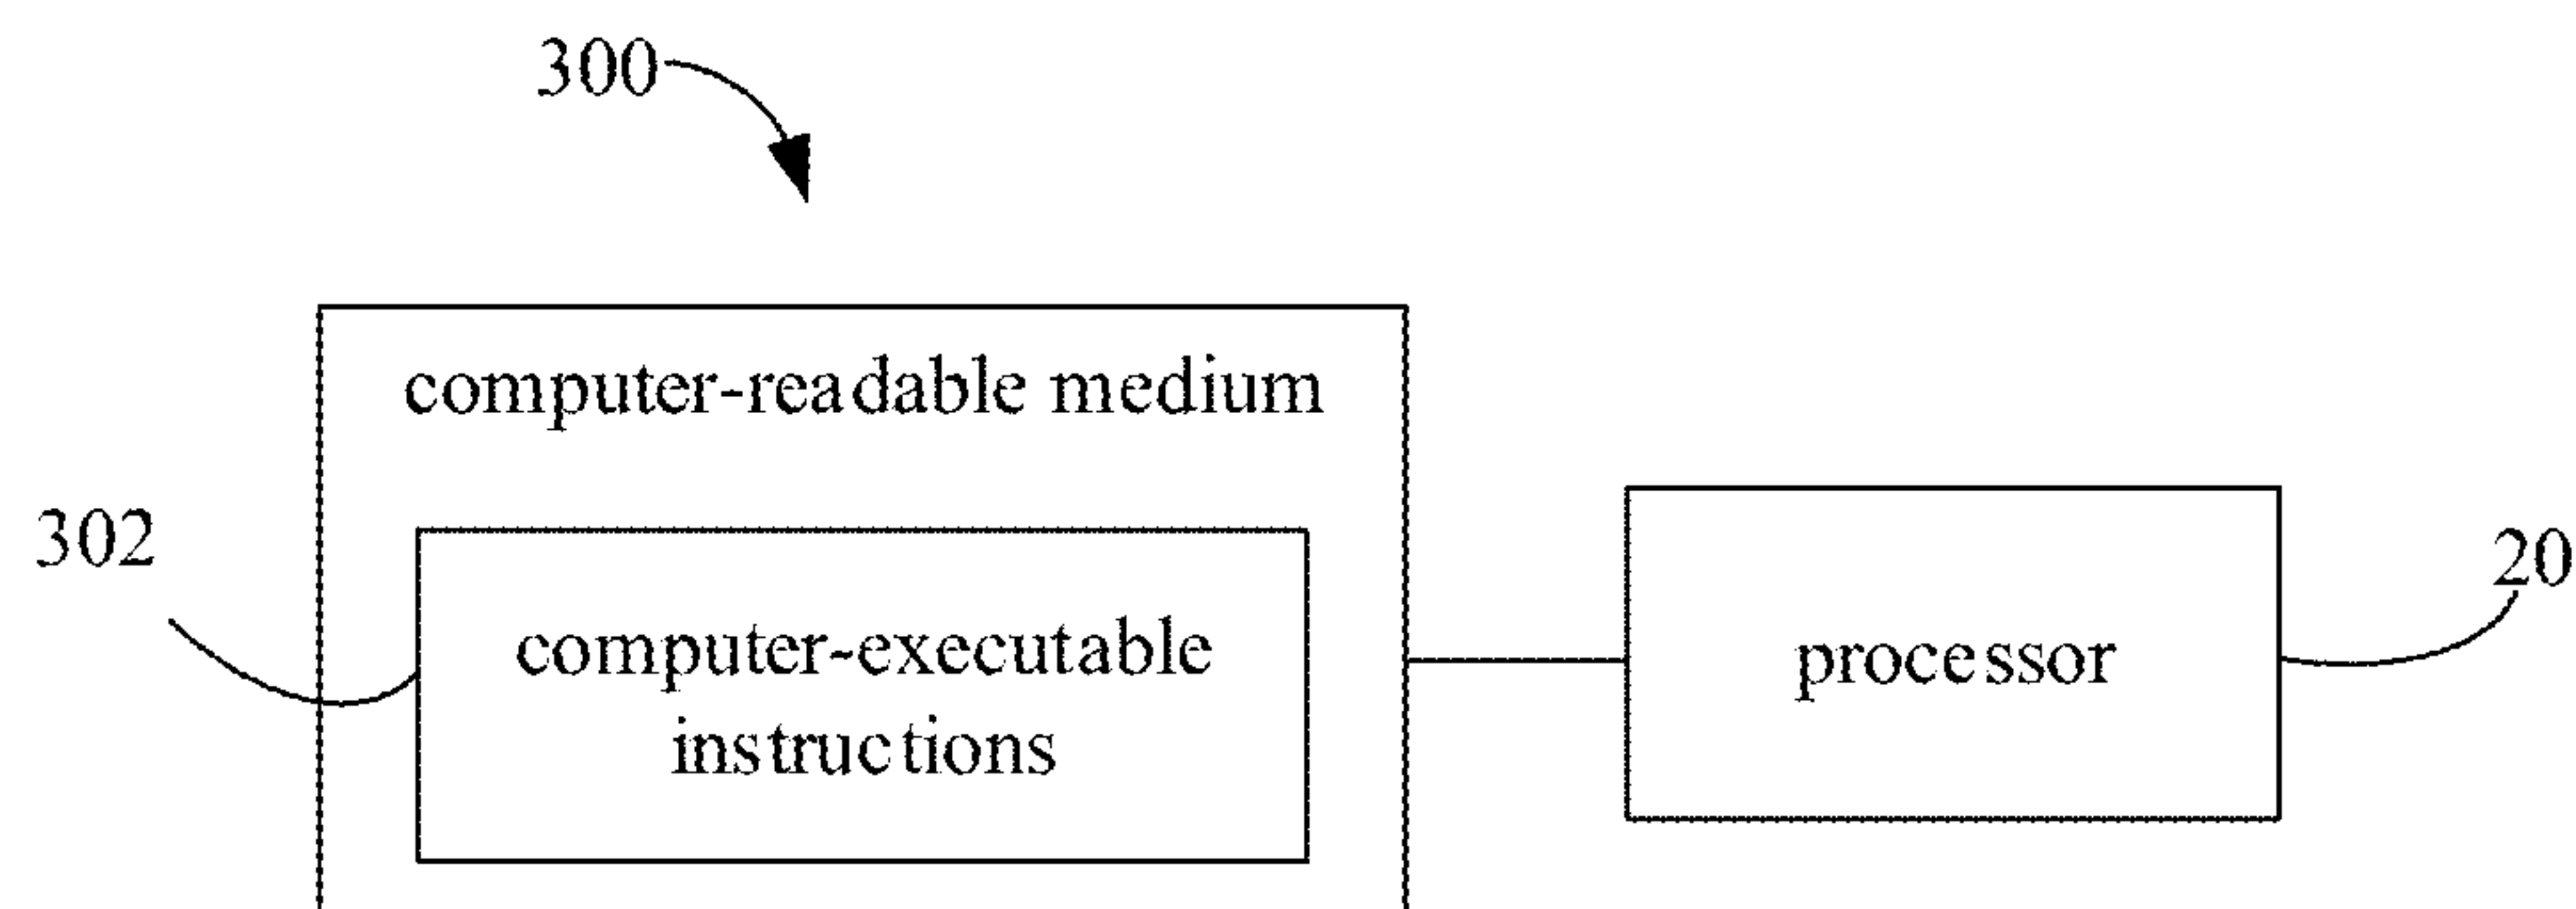 300
computer-readable medium
302
computer-executable
instructions
processor
20